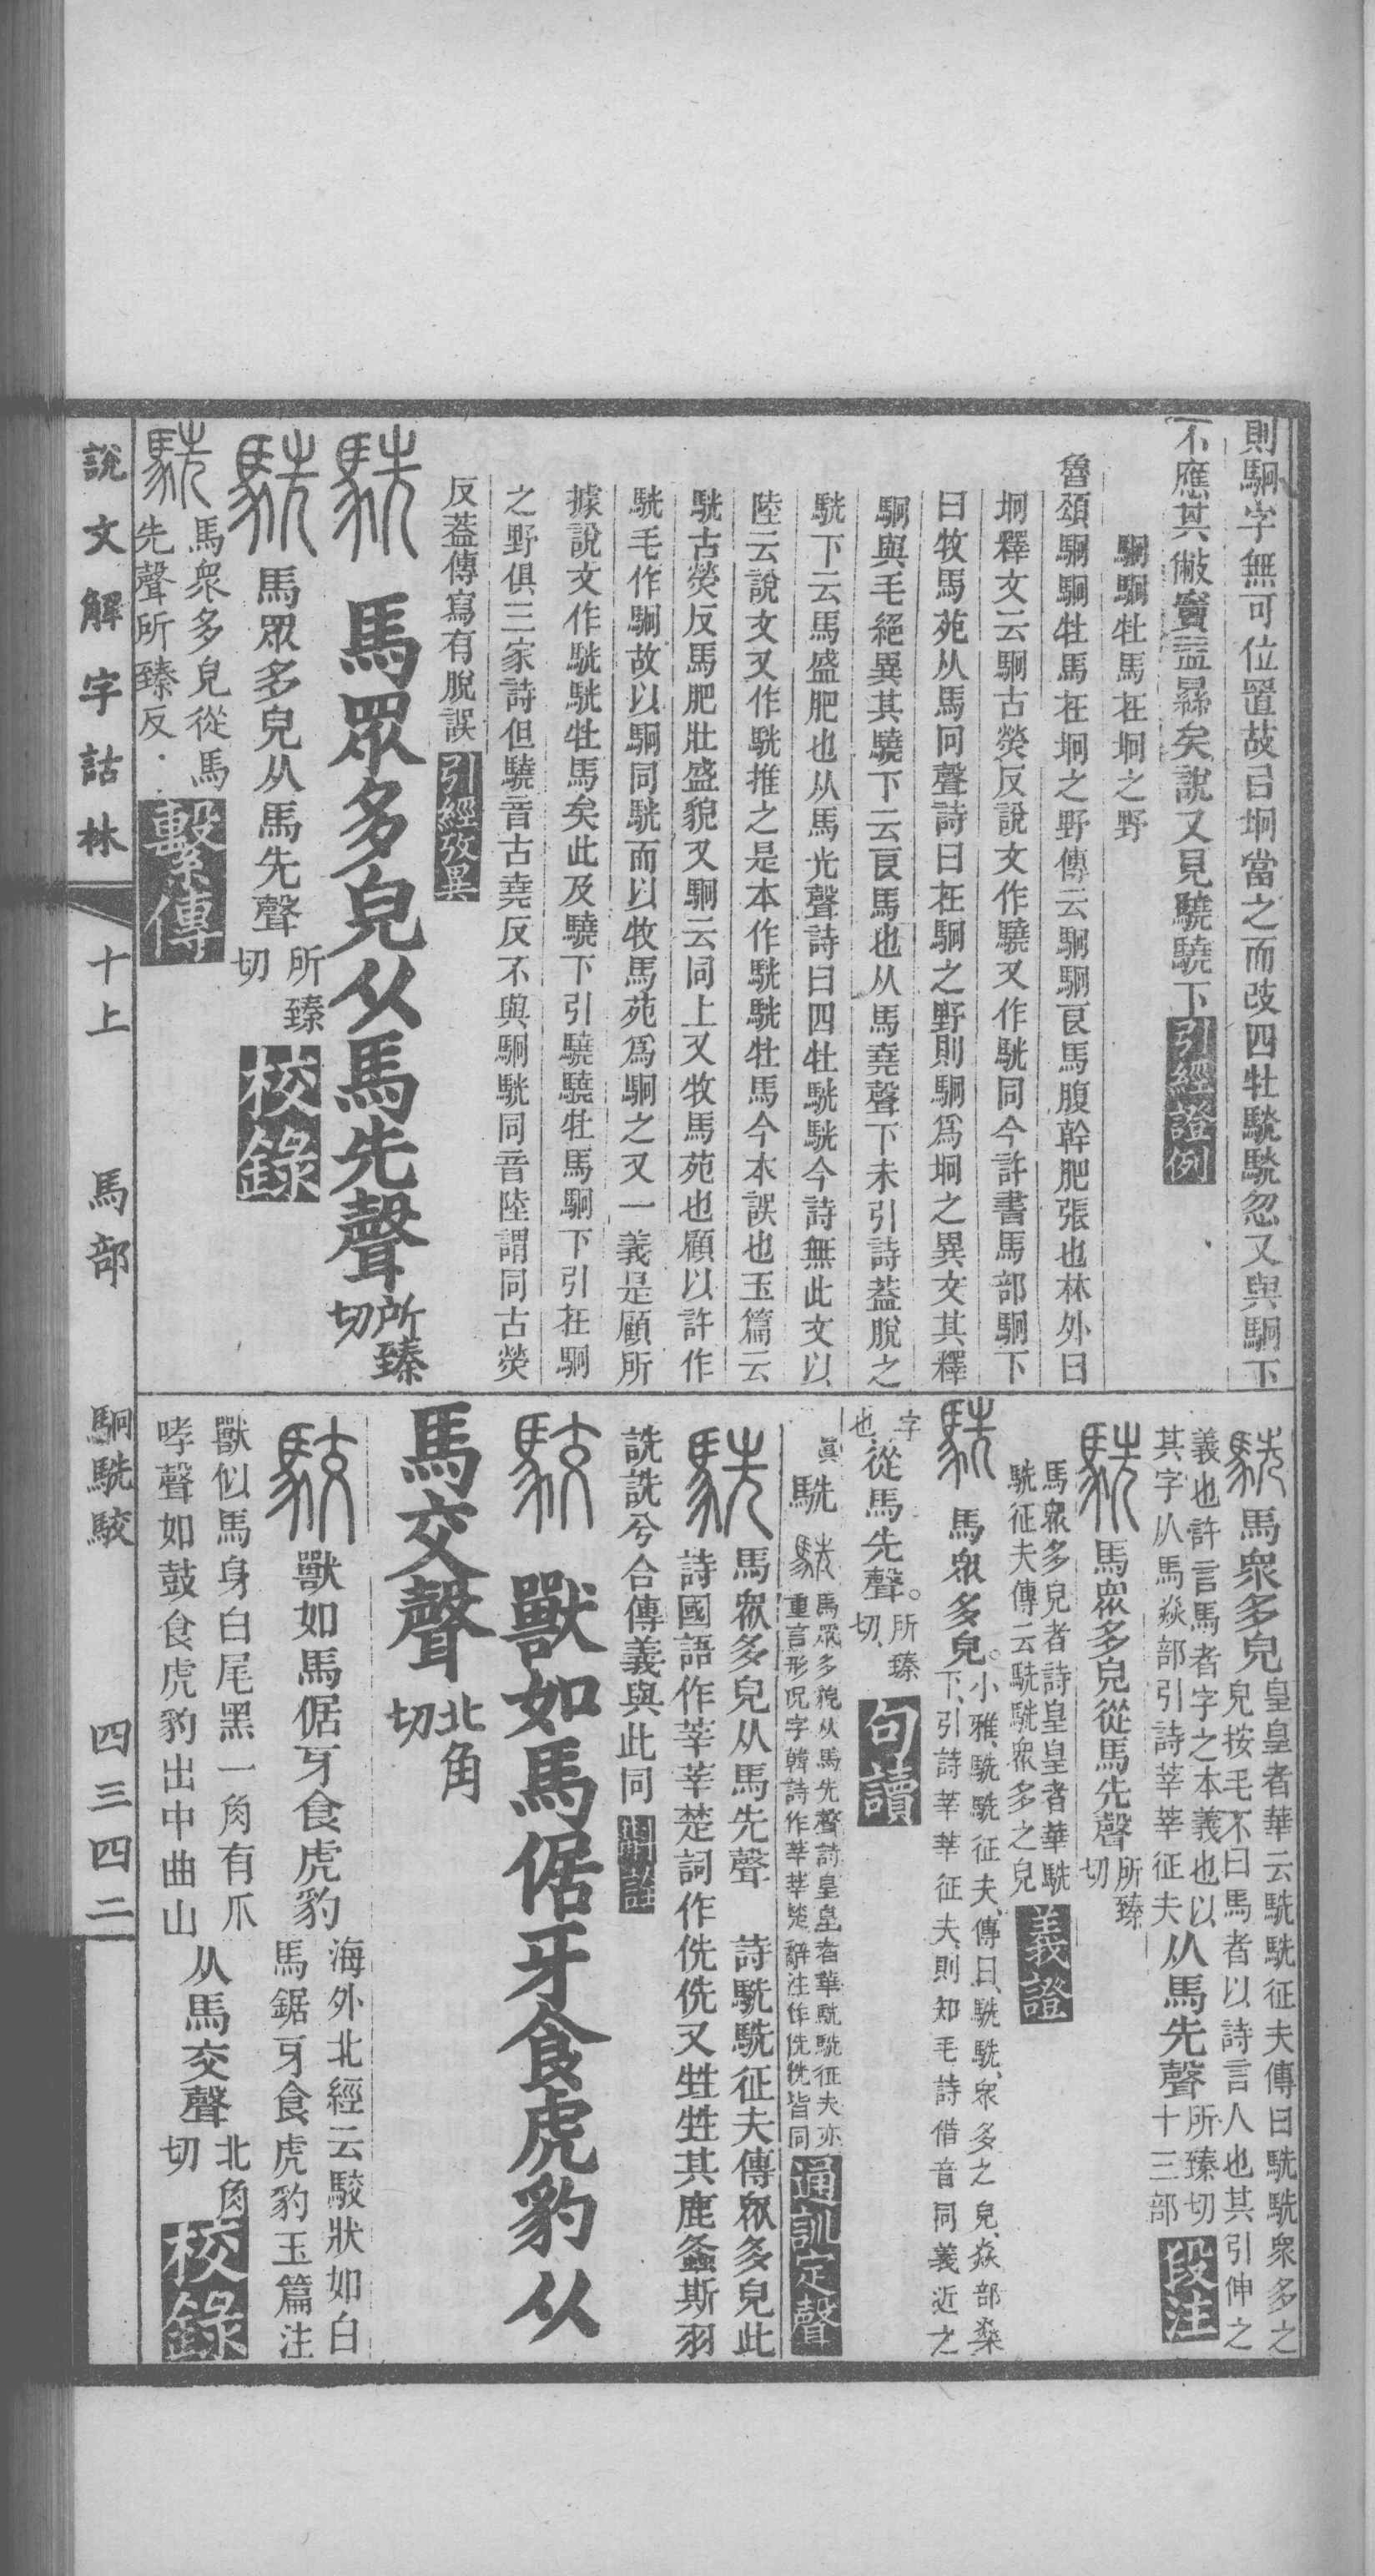 則駉字無可位置故㠯坰當之而改四牡騯騯忽又與駉下
不應其㒑竇益㬎矣說又見驍驍下引經證例
駉駉牡馬在坰之野
魯頌駉駉牡馬在坰之野傳云駉駉良馬腹幹肥張也林外曰
坰釋文云駉古熒反說文作驍又作駫同今許書馬部駉下
曰牧馬苑从馬冋聲詩曰在駉之野則駉爲坰之異文其釋
駉與毛絕異其驍下云良馬也从馬堯聲下未引詩葢脫之
駫下云馬盛肥也从馬光聲詩曰四牡駫駫今詩無此文以
陸云說文又作駫推之是本作駫駫牡馬今本誤也玉篇云
駫古熒反馬肥壯盛貌又駉云同上又牧馬苑也顧以許作
駫毛作駉故以駉同駫而以牧馬苑爲駉之又一義是顧所
據說文作駫駫牡馬矣此及驍下引驍驍牡馬駉下引在駉
之野俱三家詩但驍音古堯反不與駉駫同音陸謂同古熒
反葢傳寫有脫誤引經攷異
馬眾多皃从馬先聲所臻切
馬眾多皃从馬先聲所臻切校錄
馬衆多皃從馬先聲所臻反繫傳
說文解字詁林 十上 馬部 駉駪駮 四三四二
馬衆多皃皇皇者華云駪駪征夫傳曰駪駪衆多之皃按毛不曰馬者以詩言人也其引伸之
義也許言馬者字之本義也以其字从馬焱部引詩莘莘征夫从馬先聲所臻切十三部段注
馬眾多皃從馬先聲所臻切
馬衆多皃者詩皇皇者華駪駪征夫傳云駪駪衆多之皃義證
馬衆多皃。小雅、駪駪征夫、傳曰、駪駪、衆多之皃、焱部燊下、引詩莘莘征夫、則知毛詩借音同義近之
字也、從馬先聲。所臻切、句讀
駪 馬眾多貌从馬先聲詩皇皇者華駪駪征夫亦重言形況字韓詩作莘莘楚辭注作侁侁皆同通訓定聲
馬衆多皃从馬先聲 詩駪駪征夫傳衆多皃此
詩國語作莘莘楚詞作侁侁又甡甡其鹿螽斯羽
詵詵兮合傳義與此同斠詮
獸如馬倨牙食虎豹从
馬交聲北角切
獸如馬倨牙食虎豹海外北經云駮狀如白馬鋸牙食虎豹玉篇注
獸似馬身白尾黑一角有爪哮聲如鼓食虎豹出中曲山从馬交聲北角切校錄